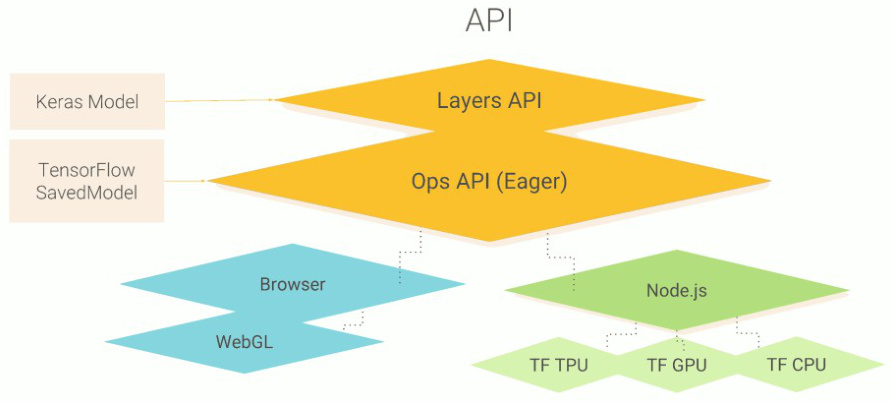 API
Keras Model
Layers API
TensorFlow
SavedModel
Ops API (Eager)
Browser
WebGL
Node.js
TF TPU
TF GPU
TF CPU